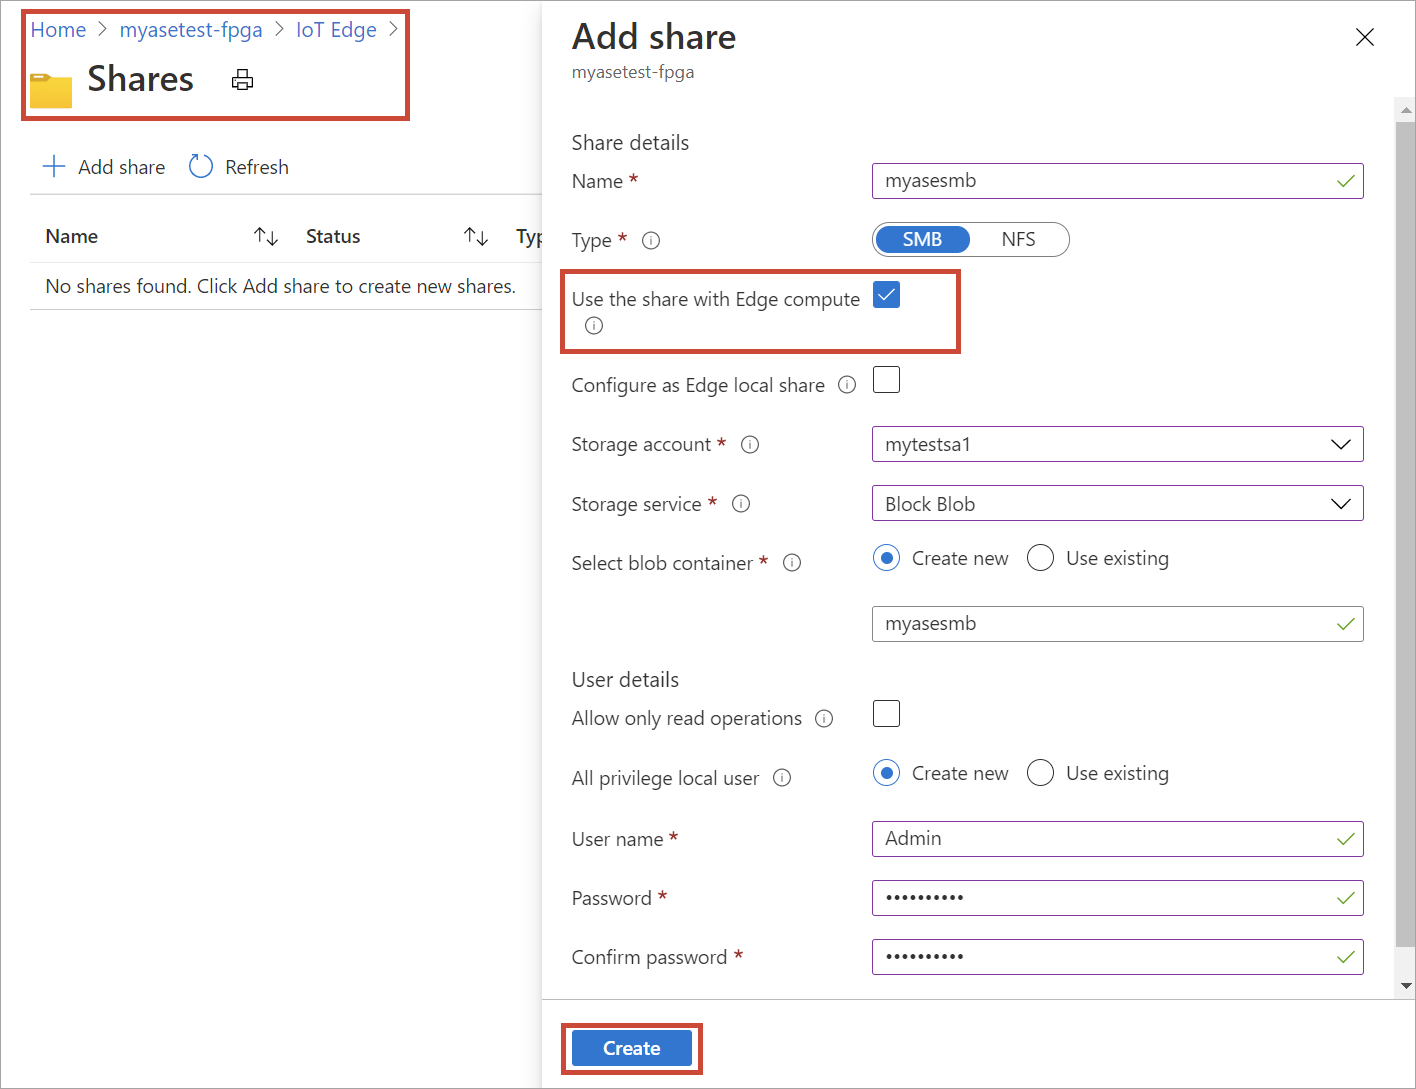 Home > myasetest-fpga > IoT Edge >
Shares
Add share
Refresh
Name
Status
Typ
No shares found. Click Add share to create new shares.
Add share
myasetest-fpga
Share details
Name *
myasesmb
Type *
SMB
NFS
Use the share with Edge compute
Configure as Edge local share
Storage account *
mytestsa1
Storage service *
Block Blob
Select blob container *
Create new
Use existing
myasesmb
User details
Allow only read operations
All privilege local user
Create new
Use existing
User name *
Admin
Password *
••••••••••
Confirm password *
••••••••••
Create